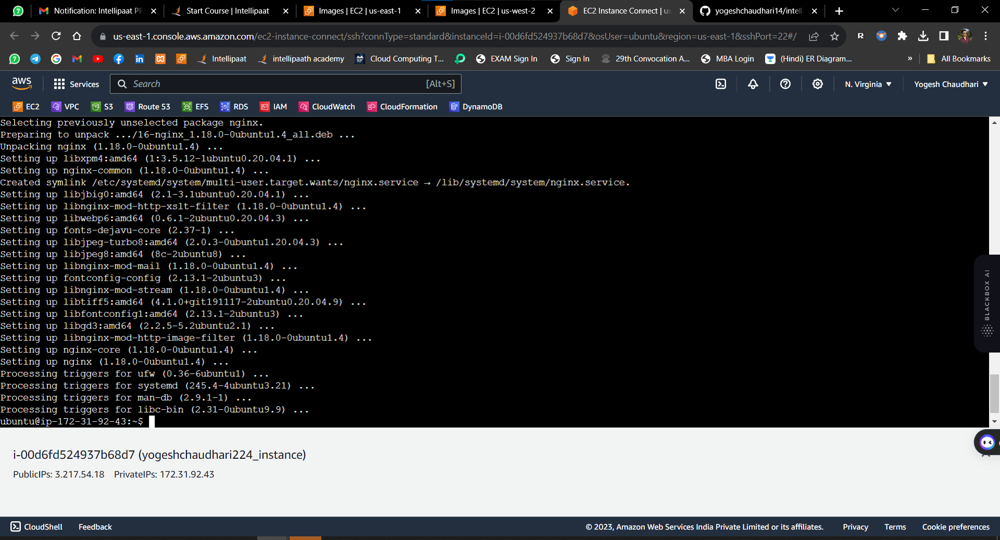 Notification: Intellipaat PR
Start Course | Intellipaat
Images | EC2 | us-east-1
Images | EC2 | us-west-2
EC2 Instance Connect | us
yogeshchaudhari14/intell
us-east-1.console.aws.amazon.com/ec2-instance-connect/ssh?connType=standard&instanceId=i-00d6fd524937b68d7&osUser=ubuntu&region=us-east-1&sshPort=22#/
R
Intellipaat
intellipaath academy
SF
Cloud Computing T...
EXAM Sign In
Sign In
29th Convocation A...
MBA Login
(Hindi) ER Diagram...
»
All Bookmarks
aws
Services
Search
[Alt+S]
N. Virginia
Yogesh Chaudhari
EC2
VPC
S3
Route 53
EFS
RDS
IAM
CloudWatch
CloudFormation
DynamoDB
Selecting previously unselected package nginx.
Preparing to unpack .../16-nginx_1.18.0-0ubuntu1.4_all.deb ...
Unpacking nginx (1.18.0-0ubuntu1.4) ...
Setting up libxpm4:amd64 (1:3.5.12-1ubuntu0.20.04.1) ...
Setting up nginx-common (1.18.0-0ubuntu1.4) ...
Created symlink /etc/systemd/system/multi-user.target.wants/nginx.service → /lib/systemd/system/nginx.service.
Setting up libjbig0:amd64 (2.1-3.1ubuntu0.20.04.1) ...
Setting up libnginx-mod-http-xslt-filter (1.18.0-0ubuntu1.4) ...
Setting up libwebp6:amd64 (0.6.1-2ubuntu0.20.04.3) ...
Setting up fonts-dejavu-core (2.37-1) ...
Setting up libjpeg-turbo8:amd64 (2.0.3-0ubuntu1.20.04.3) ...
Setting up libjpeg8:amd64 (8c-2ubuntu8) ...
Setting up libnginx-mod-mail (1.18.0-0ubuntu1.4) ...
Setting up fontconfig-config (2.13.1-2ubuntu3) ...
Setting up libnginx-mod-stream (1.18.0-0ubuntu1.4) ...
Setting up libtiff5:amd64 (4.1.0+git191117-2ubuntu0.20.04.9) ...
Setting up libfontconfig1:amd64 (2.13.1-2ubuntu3) ...
Setting up libgd3:amd64 (2.2.5-5.2ubuntu2.1) ...
Setting up libnginx-mod-http-image-filter (1.18.0-0ubuntu1.4) ...
Setting up nginx-core (1.18.0-0ubuntu1.4) ...
Setting up nginx (1.18.0-0ubuntu1.4) ...
Processing triggers for ufw (0.36-6ubuntu1) ...
Processing triggers for systemd (245.4-4ubuntu3.21) ...
Processing triggers for man-db (2.9.1-1) ...
Processing triggers for libc-bin (2.31-0ubuntu9.9) ...
ubuntu@ip-172-31-92-43:~$
BLACKBOX AI
i-00d6fd524937b68d7 (yogeshchaudhari224_instance)
PublicIPs: 3.217.54.18 PrivateIPs: 172.31.92.43
CloudShell
Feedback
© 2023, Amazon Web Services India Private Limited or its affiliates.
Privacy
Terms
Cookie preferences